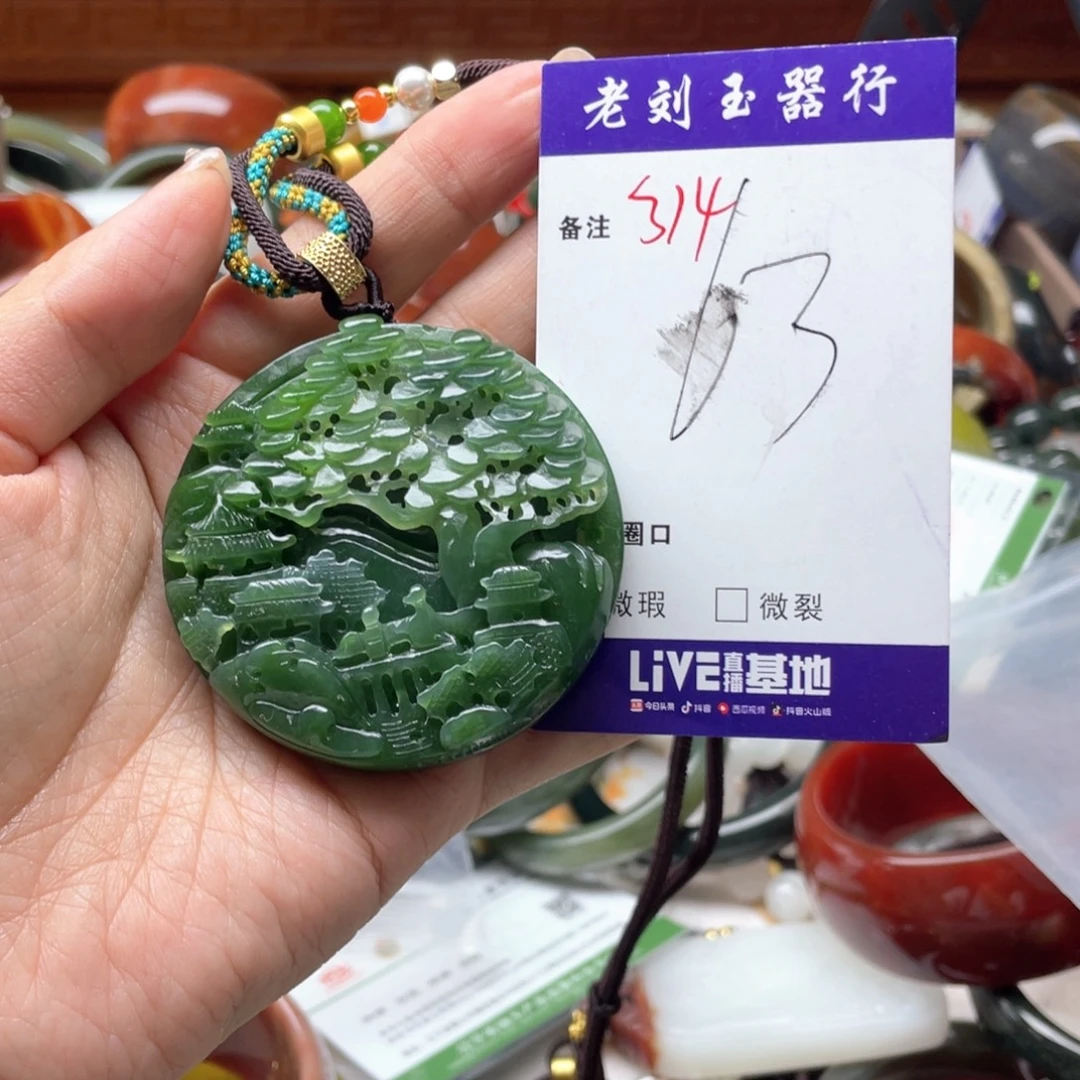 老刘玉器行
备注 314
13
圈口
微瑕 □ 微裂
LiVE直播基地
今日头条 抖音 西瓜视频 抖音火山版